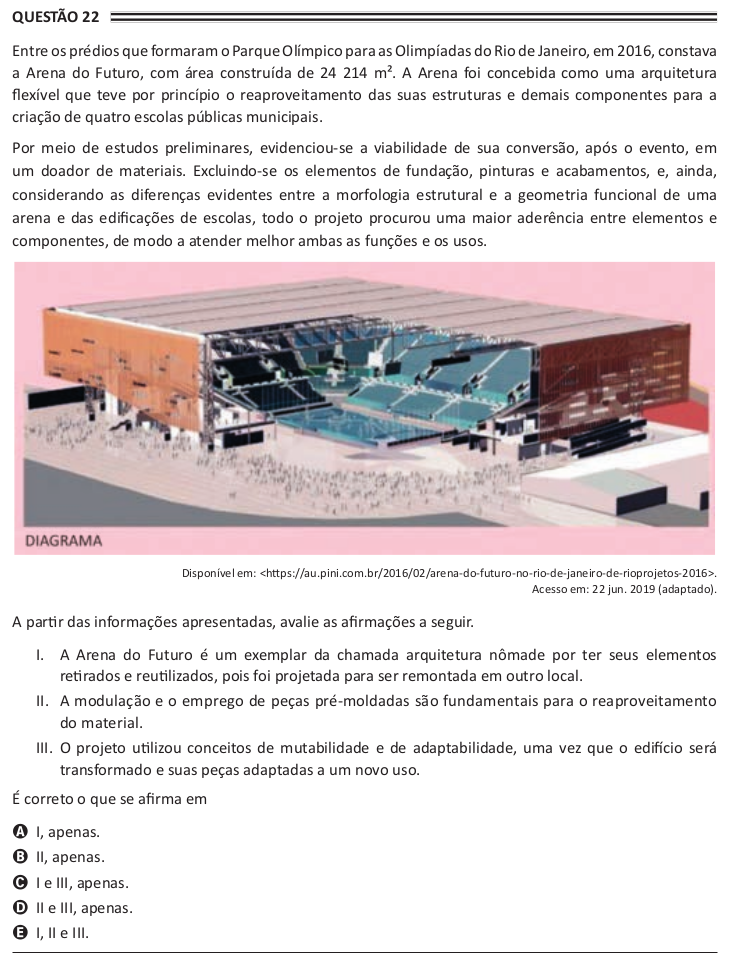 QUESTÃO 22
Entre os prédios que formaram o Parque Olímpico para as Olimpíadas do Rio de Janeiro, em 2016, constava
a Arena do Futuro, com área construída de 24 214 m². A Arena foi concebida como uma arquitetura
flexível que teve por princípio o reaproveitamento das suas estruturas e demais componentes para a
criação de quatro escolas públicas municipais.
Por meio de estudos preliminares, evidenciou-se a viabilidade de sua conversão, após o evento, em
um doador de materiais. Excluindo-se os elementos de fundação, pinturas e acabamentos, e, ainda,
considerando as diferenças evidentes entre a morfologia estrutural e a geometria funcional de uma
arena e das edificações de escolas, todo o projeto procurou uma maior aderência entre elementos e
componentes, de modo a atender melhor ambas as funções e os usos.
DIAGRAMA
Disponível em: <https://au.pini.com.br/2016/02/arena-do-futuro-no-rio-de-janeiro-de-rioprojetos-2016>.
Acesso em: 22 jun. 2019 (adaptado).
A partir das informações apresentadas, avalie as afirmações a seguir.
I. A Arena do Futuro é um exemplar da chamada arquitetura nômade por ter seus elementos
retirados e reutilizados, pois foi projetada para ser remontada em outro local.
II. A modulação e o emprego de peças pré-moldadas são fundamentais para o reaproveitamento
do material.
III. O projeto utilizou conceitos de mutabilidade e de adaptabilidade, uma vez que o edifício será
transformado e suas peças adaptadas a um novo uso.
É correto o que se afirma em
A I, apenas.
B II, apenas.
C I e III, apenas.
D II e III, apenas.
E I, II e III.